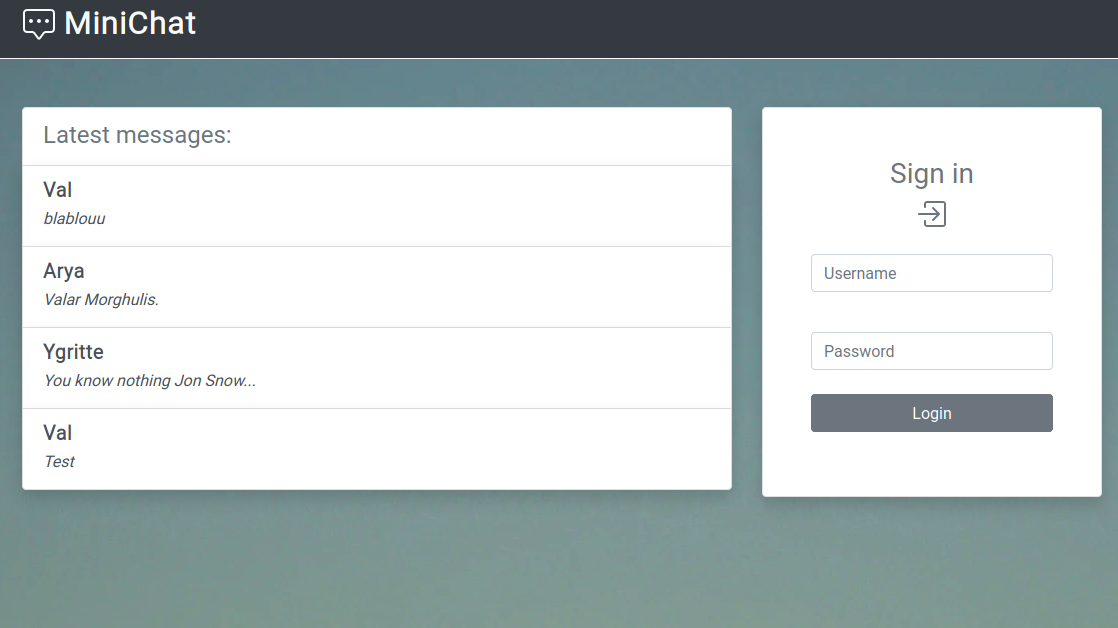 MiniChat
Latest messages:
Val
blablouu
Arya
Valar Morghulis.
Ygritte
You know nothing Jon Snow...
Val
Test
Sign in
Username
Password
Login